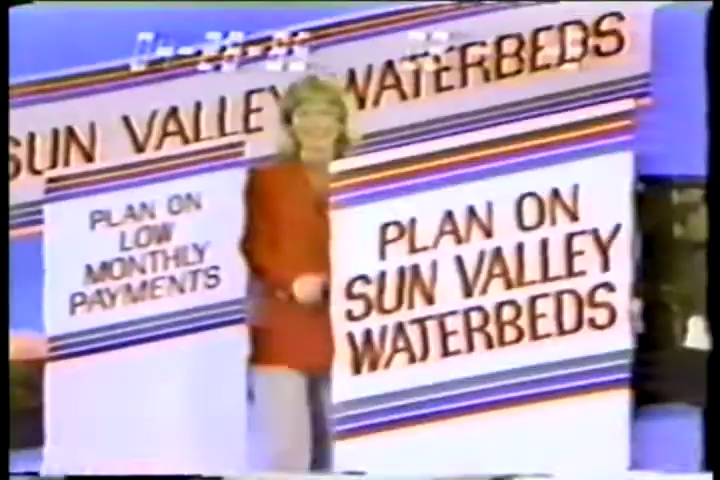 SUN VALLEY WATERBEDS
PLAN ON
LOW
MONTHLY
PAYMENTS
PLAN ON
SUN VALLEY
WATERBEDS